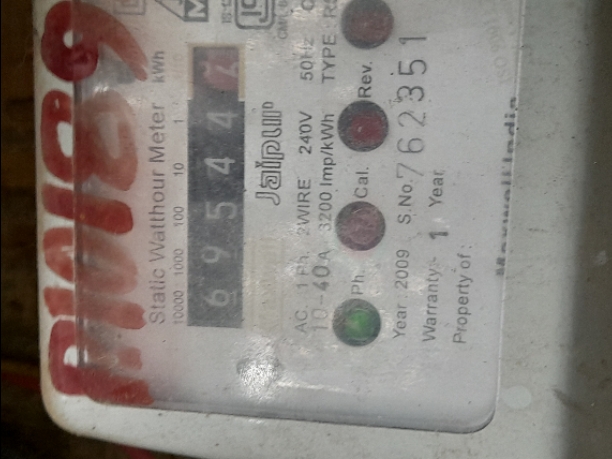 Static Watthour Meter kWh
10000 1000 100 10 1
6 9 5 4 4
Jaipur
AC. 1 Ph. 2WIRE 240V 50Hz
10-40A 3200 Imp/kWh TYPE:
Ph. Cal. Rev.
Year : 2009 S.No. 762351
Warranty:- 1 Year
Property of :